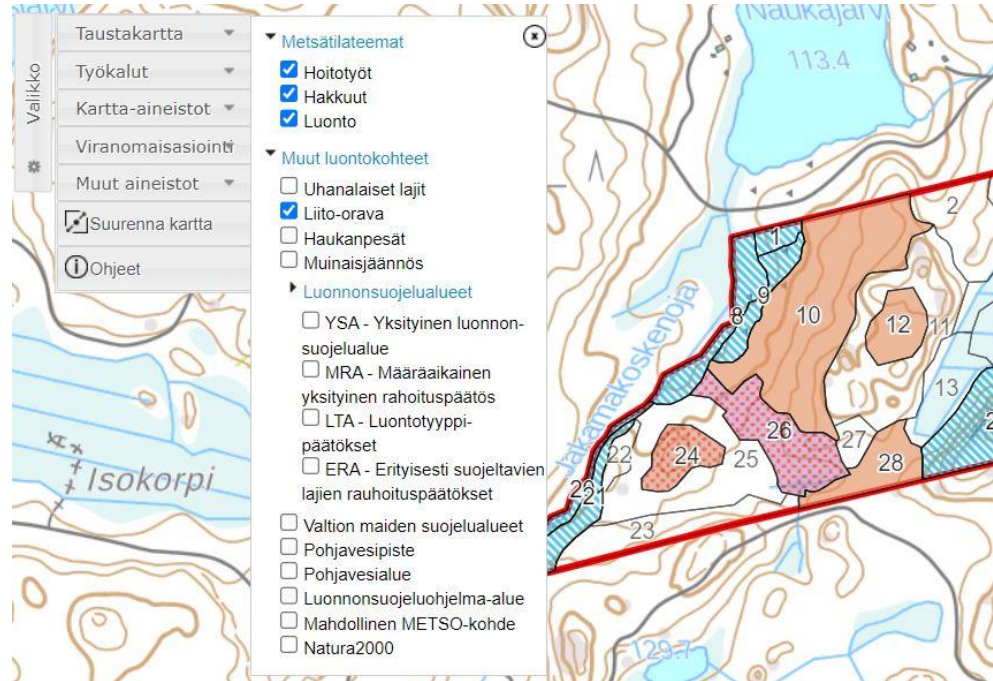 Valikko
Taustakartta
Työkalut
Kartta-aineistot
Viranomaisasiointi
Muut aineistot
Suurenna kartta
Ohjeet
Metsätilateemat
Hoitotyöt
Hakkuut
Luonto
Muut luontokohteet
Uhanalaiset lajit
Liito-orava
Haukanpesät
Muinaisjäännös
Luonnonsuojelualueet
YSA - Yksityinen luonnon-
suojelualue
MRA - Määräaikainen
yksityinen rahoituspäätös
LTA - Luontotyyppi-
päätökset
ERA - Erityisesti suojeltavien
lajien rauhoituspäätökset
Valtion maiden suojelualueet
Pohjavesipiste
Pohjavesialue
Luonnonsuojeluohjelma-alue
Mahdollinen METSO-kohde
Natura2000
Naukajärvi
113.4
Jakamakoskenoja
Isokorpi
129.7
1
2
8
9
10
11
12
13
21
22
23
24
25
26
27
28